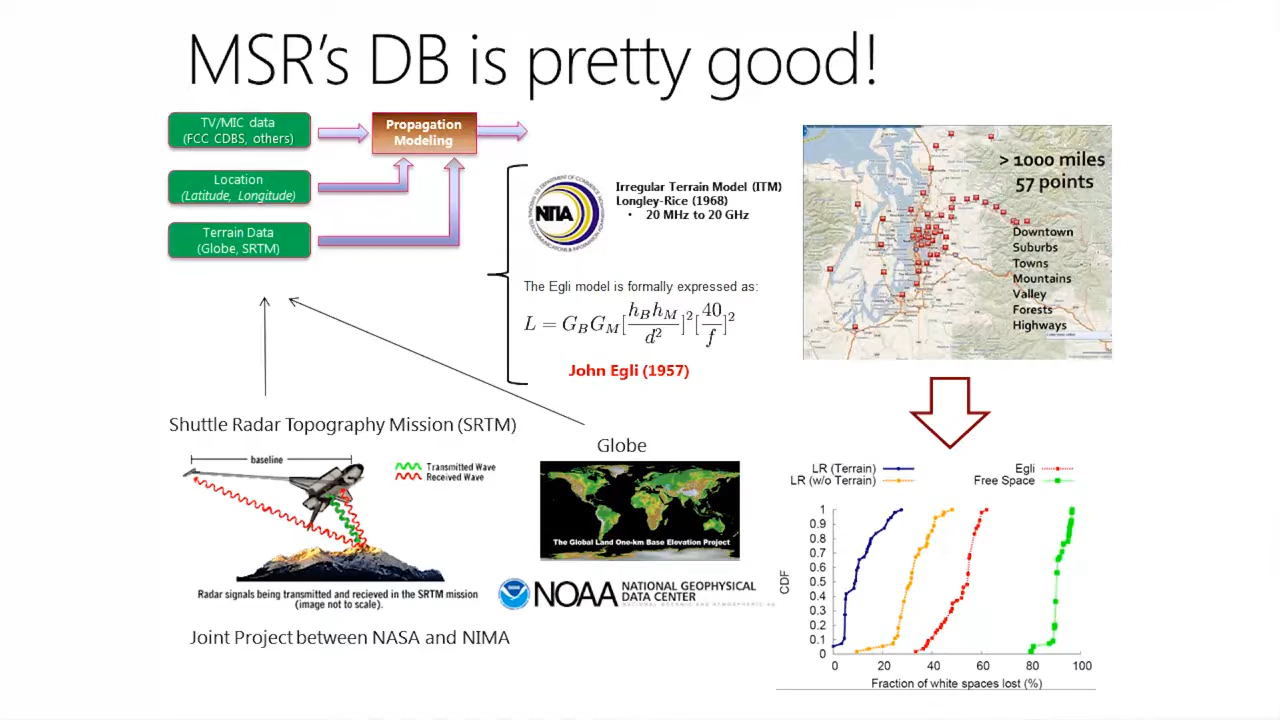 MSR's DB is pretty good!
TV/MIC data
(FCC CDBS, others)
Propagation
Modeling
Location
(Latitude, Longitude)
Terrain Data
(Globe, SRTM)
NTIA
Irregular Terrain Model (ITM)
Longley-Rice (1968)
• 20 MHz to 20 GHz
The Egli model is formally expressed as:
L = G_B G_M [h_B h_M / d²]² [40 / f]²
John Egli (1957)
> 1000 miles
57 points
Downtown
Suburbs
Towns
Mountains
Valley
Forests
Highways
Shuttle Radar Topography Mission (SRTM)
baseline
Transmitted Wave
Received Wave
Radar signals being transmitted and recieved in the SRTM mission
(image not to scale).
Joint Project between NASA and NIMA
Globe
The Global Land One-km Base Elevation Project
NOAA
NATIONAL GEOPHYSICAL
DATA CENTER
LR (Terrain)
LR (w/o Terrain)
Egli
Free Space
CDF
1
0.9
0.8
0.7
0.6
0.5
0.4
0.3
0.2
0.1
0
0 20 40 60 80 100
Fraction of white spaces lost (%)